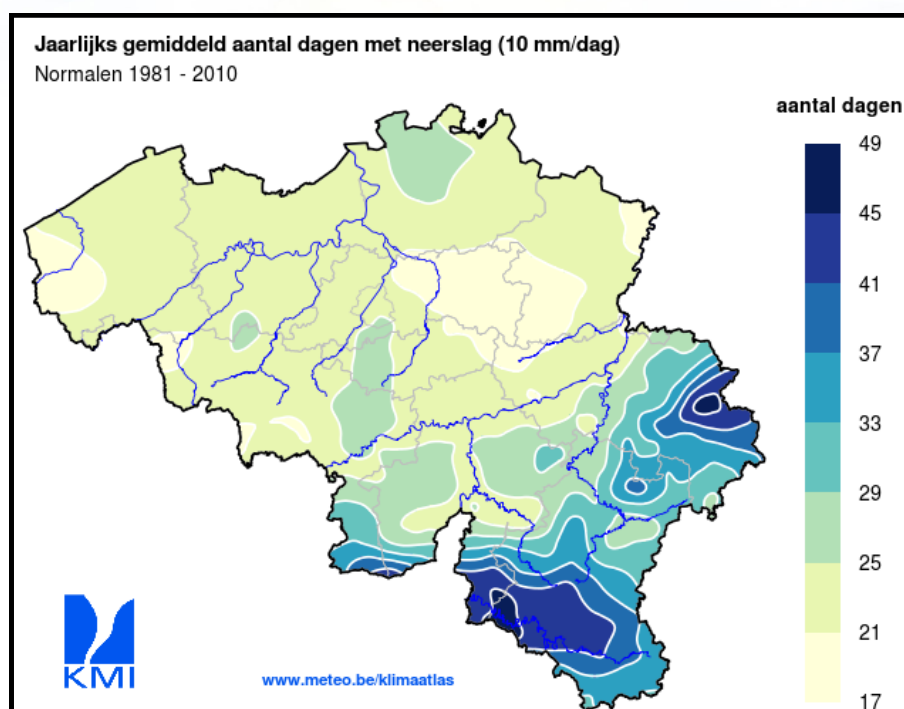 Jaarlijks gemiddeld aantal dagen met neerslag (10 mm/dag)
Normalen 1981 - 2010
aantal dagen
49
45
41
37
33
29
25
21
17
KMI
www.meteo.be/klimaatlas